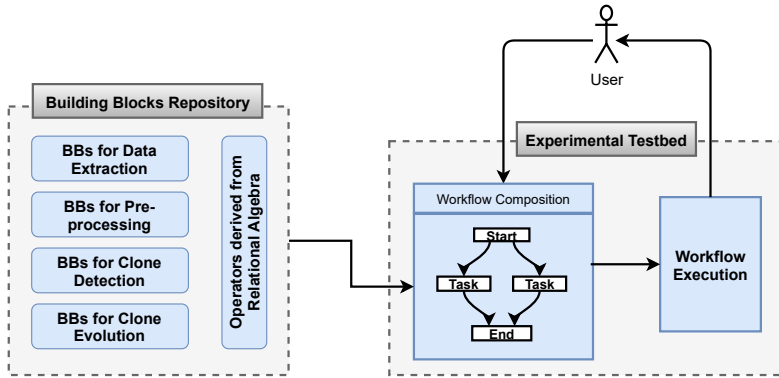 User
Building Blocks Repository
BBs for Data
Extraction
BBs for Pre-
processing
BBs for Clone
Detection
BBs for Clone
Evolution
Operators derived from
Relational Algebra
Experimental Testbed
Workflow Composition
Start
Task
Task
End
Workflow
Execution